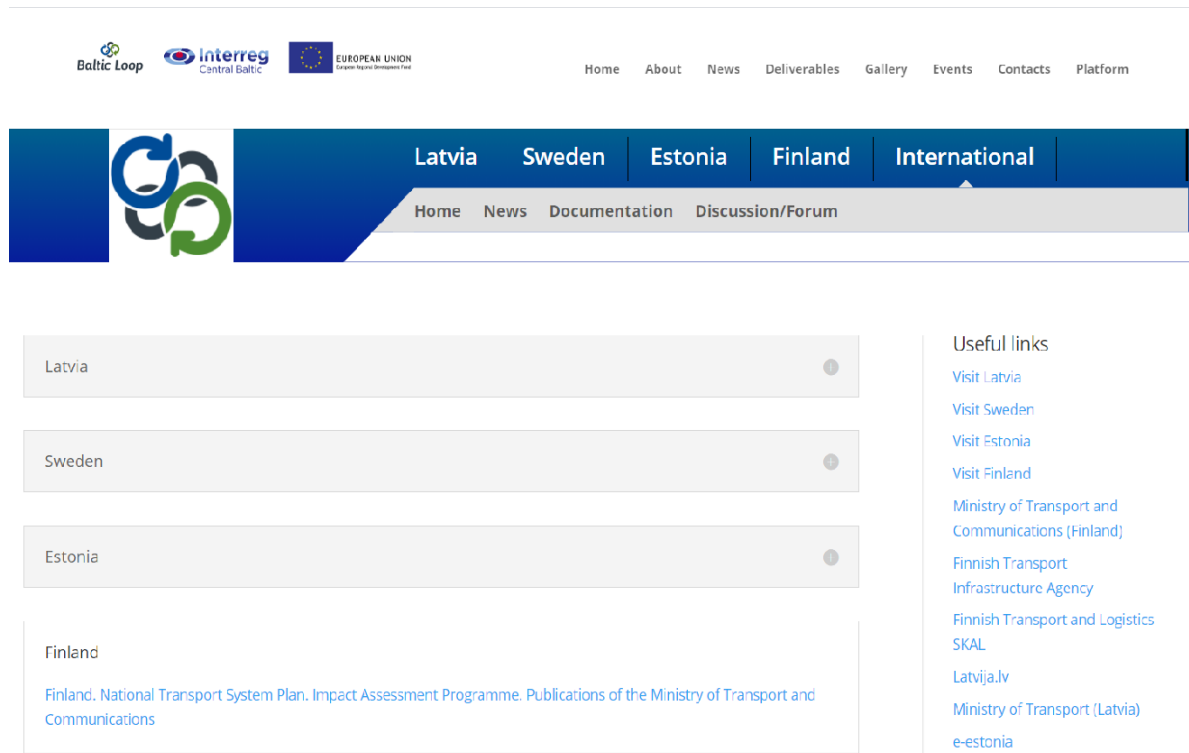 Baltic Loop
Interreg
Central Baltic
EUROPEAN UNION
European Regional Development Fund
Home About News Deliverables Gallery Events Contacts Platform
Latvia Sweden Estonia Finland International
Home News Documentation Discussion/Forum
Latvia
Sweden
Estonia
Finland
Finland. National Transport System Plan. Impact Assessment Programme. Publications of the Ministry of Transport and
Communications
Useful links
Visit Latvia
Visit Sweden
Visit Estonia
Visit Finland
Ministry of Transport and
Communications (Finland)
Finnish Transport
Infrastructure Agency
Finnish Transport and Logistics
SKAL
Latvija.lv
Ministry of Transport (Latvia)
e-estonia